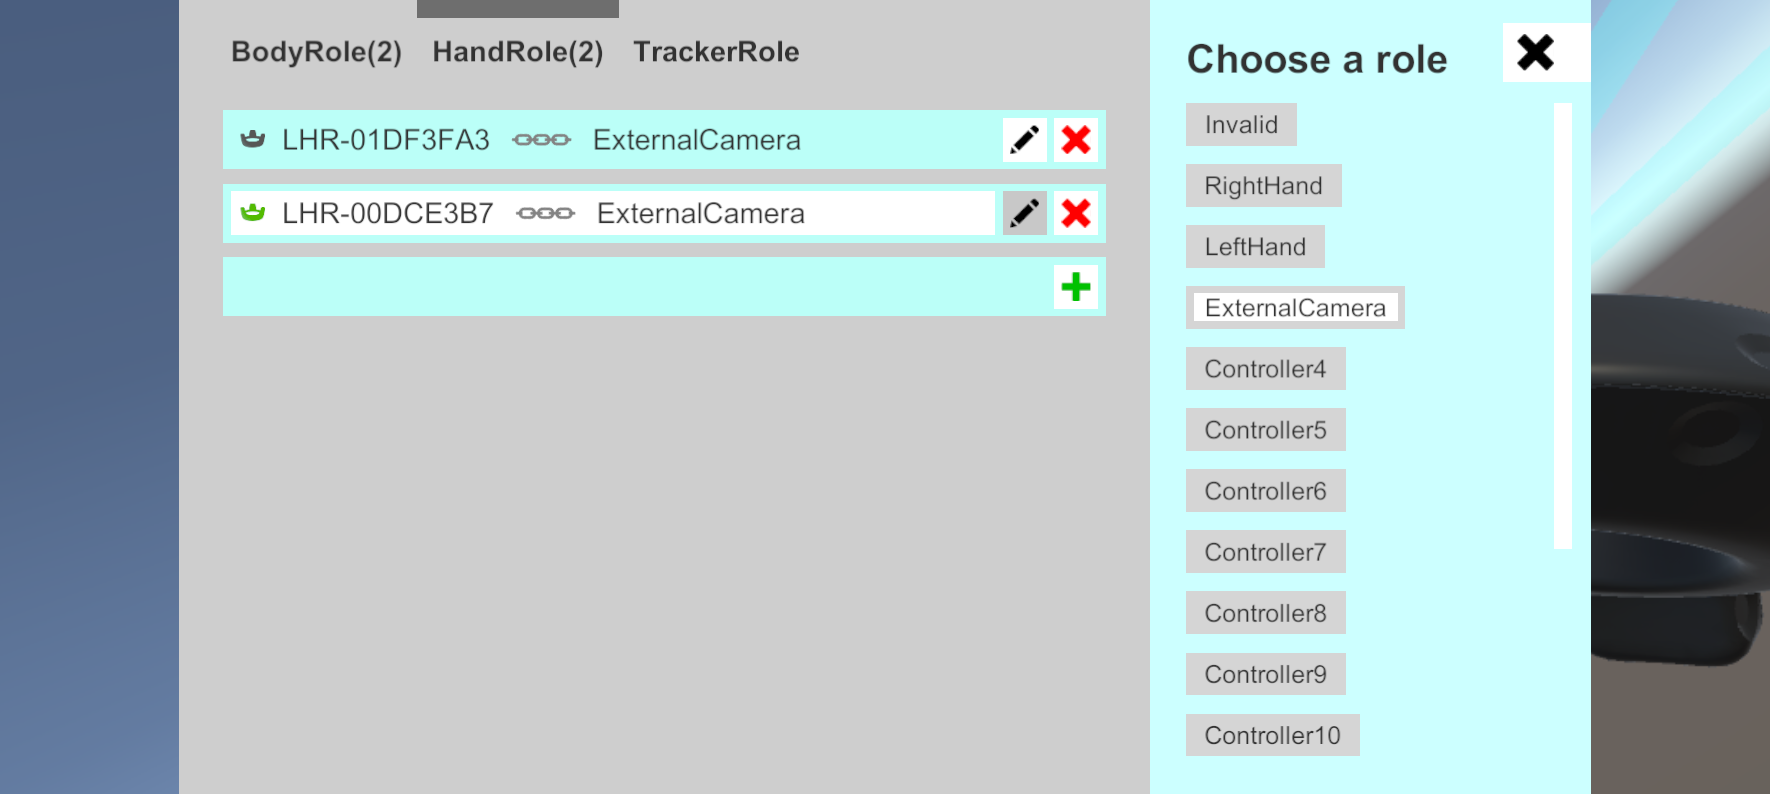 BodyRole(2) HandRole(2) TrackerRole
LHR-01DF3FA3 ExternalCamera
LHR-00DCE3B7 ExternalCamera
Choose a role
Invalid
RightHand
LeftHand
ExternalCamera
Controller4
Controller5
Controller6
Controller7
Controller8
Controller9
Controller10